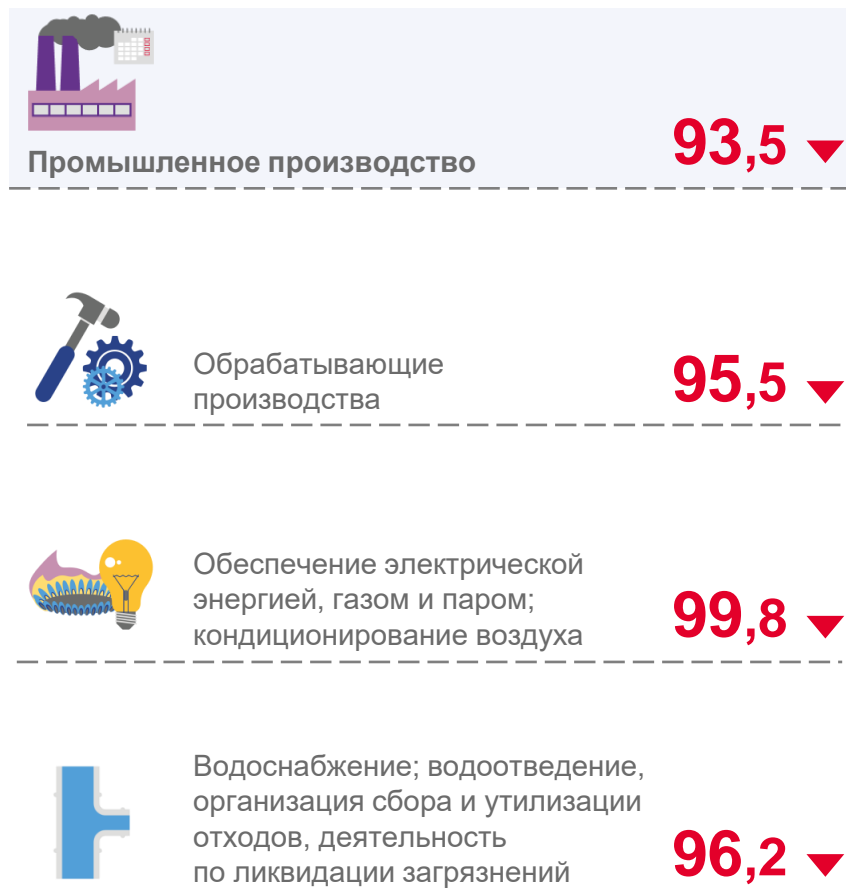 Промышленное производство
93,5
Обрабатывающие
производства
95,5
Обеспечение электрической
энергией, газом и паром;
кондиционирование воздуха
99,8
Водоснабжение; водоотведение,
организация сбора и утилизации
отходов, деятельность
по ликвидации загрязнений
96,2